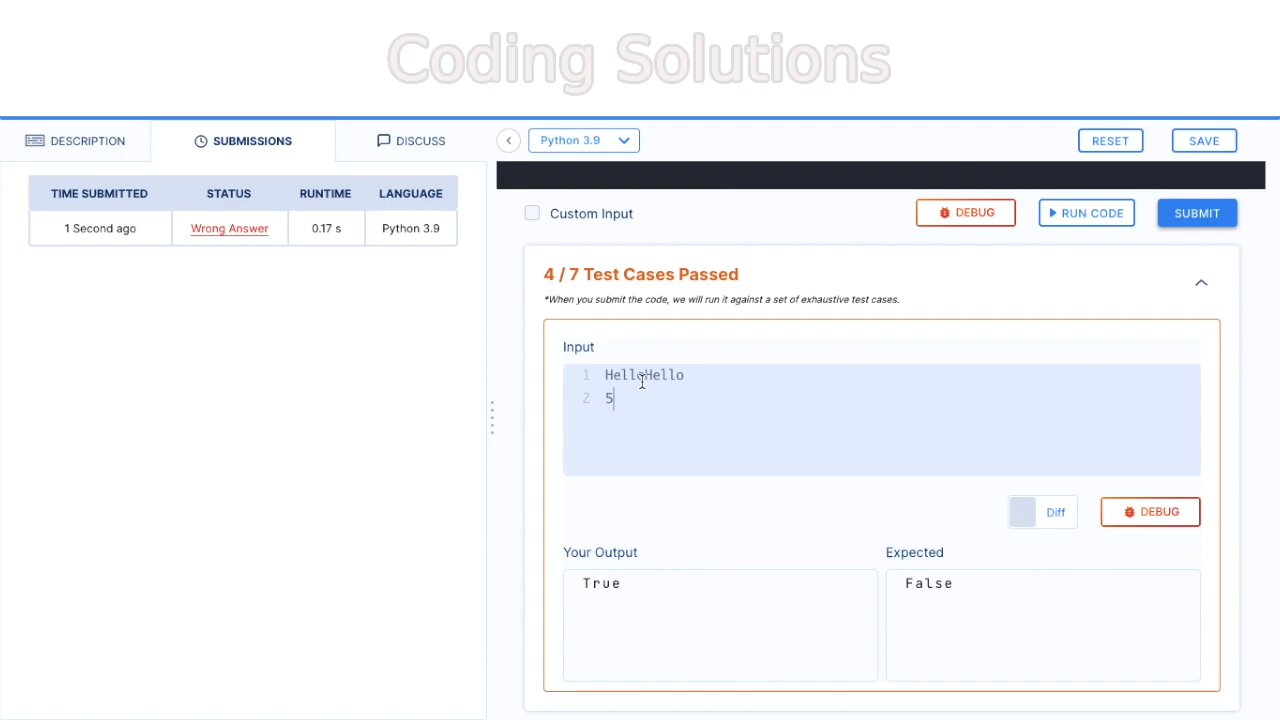 Coding Solutions
DESCRIPTION
SUBMISSIONS
DISCUSS
Python 3.9
RESET
SAVE
TIME SUBMITTED STATUS RUNTIME LANGUAGE
1 Second ago Wrong Answer 0.17 s Python 3.9
Custom Input
DEBUG
RUN CODE
SUBMIT
4 / 7 Test Cases Passed
*When you submit the code, we will run it against a set of exhaustive test cases.
Input
1 HelloHello
2 5
Diff
DEBUG
Your Output
Expected
True
False